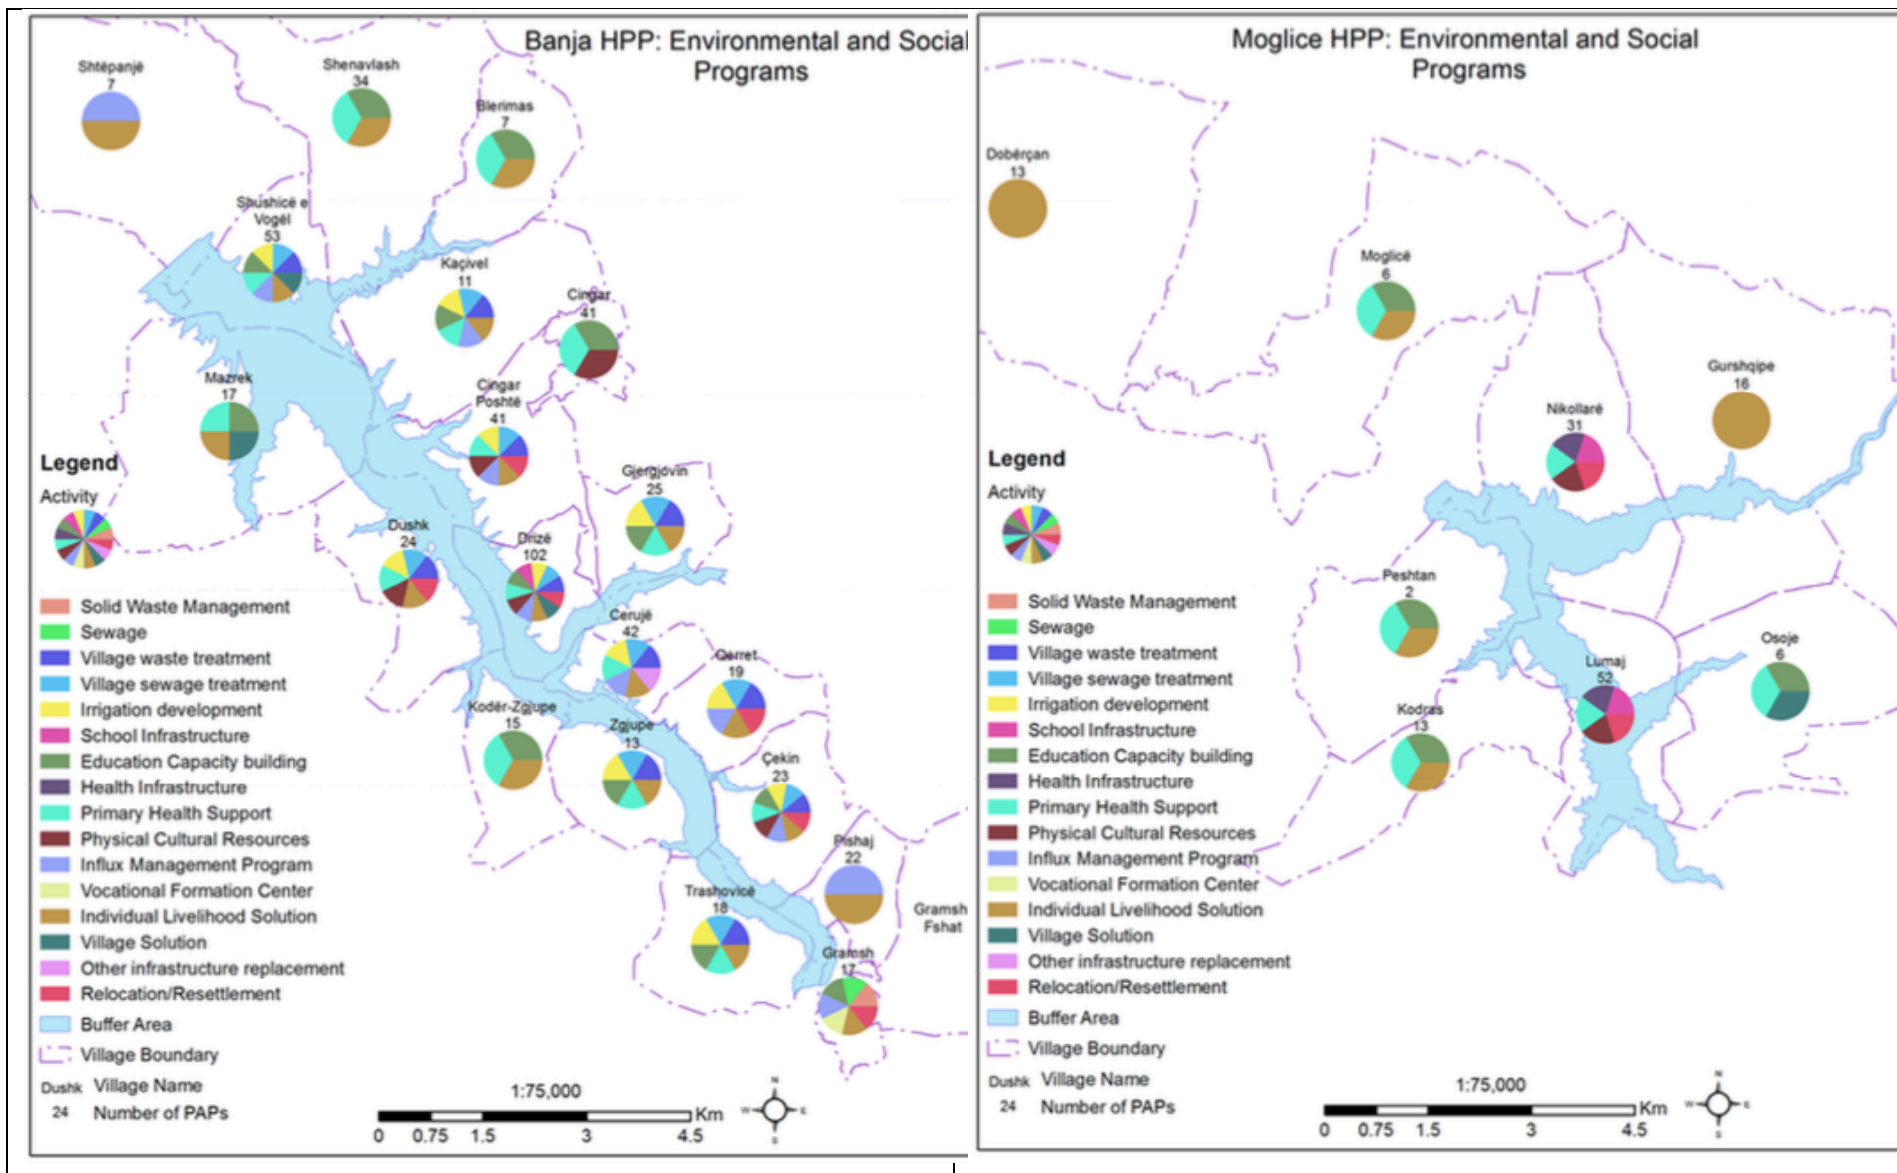 Banja HPP: Environmental and Social
Programs
Shtëpanjë
7
Shenavlash
34
Blerimas
7
Shushicë e
Vogël
53
Kaçivel
11
Cingar
41
Mazrek
17
Cingar
Poshtë
41
Gjergjovin
25
Dushk
24
Drizë
102
Cerujë
42
Qerret
19
Kodër-Zgjupe
15
Zgjupe
13
Çekin
23
Pishaj
22
Trashovicë
18
Gramsh
Fshat
Gramsh
17
Legend
Activity
Solid Waste Management
Sewage
Village waste treatment
Village sewage treatment
Irrigation development
School Infrastructure
Education Capacity building
Health Infrastructure
Primary Health Support
Physical Cultural Resources
Influx Management Program
Vocational Formation Center
Individual Livelihood Solution
Village Solution
Other infrastructure replacement
Relocation/Resettlement
Buffer Area
Village Boundary
Dushk Village Name
24 Number of PAPs
1:75,000
Km
0 0.75 1.5 3 4.5
N
W E
S
Moglice HPP: Environmental and Social
Programs
Dobërçan
13
Moglicë
6
Gurshqipe
16
Nikollarë
31
Peshtan
2
Osoje
6
Lumaj
52
Kodras
13
Legend
Activity
Solid Waste Management
Sewage
Village waste treatment
Village sewage treatment
Irrigation development
School Infrastructure
Education Capacity building
Health Infrastructure
Primary Health Support
Physical Cultural Resources
Influx Management Program
Vocational Formation Center
Individual Livelihood Solution
Village Solution
Other infrastructure replacement
Relocation/Resettlement
Buffer Area
Village Boundary
Dushk Village Name
24 Number of PAPs
1:75,000
Km
0 0.75 1.5 3 4.5
N
W E
S